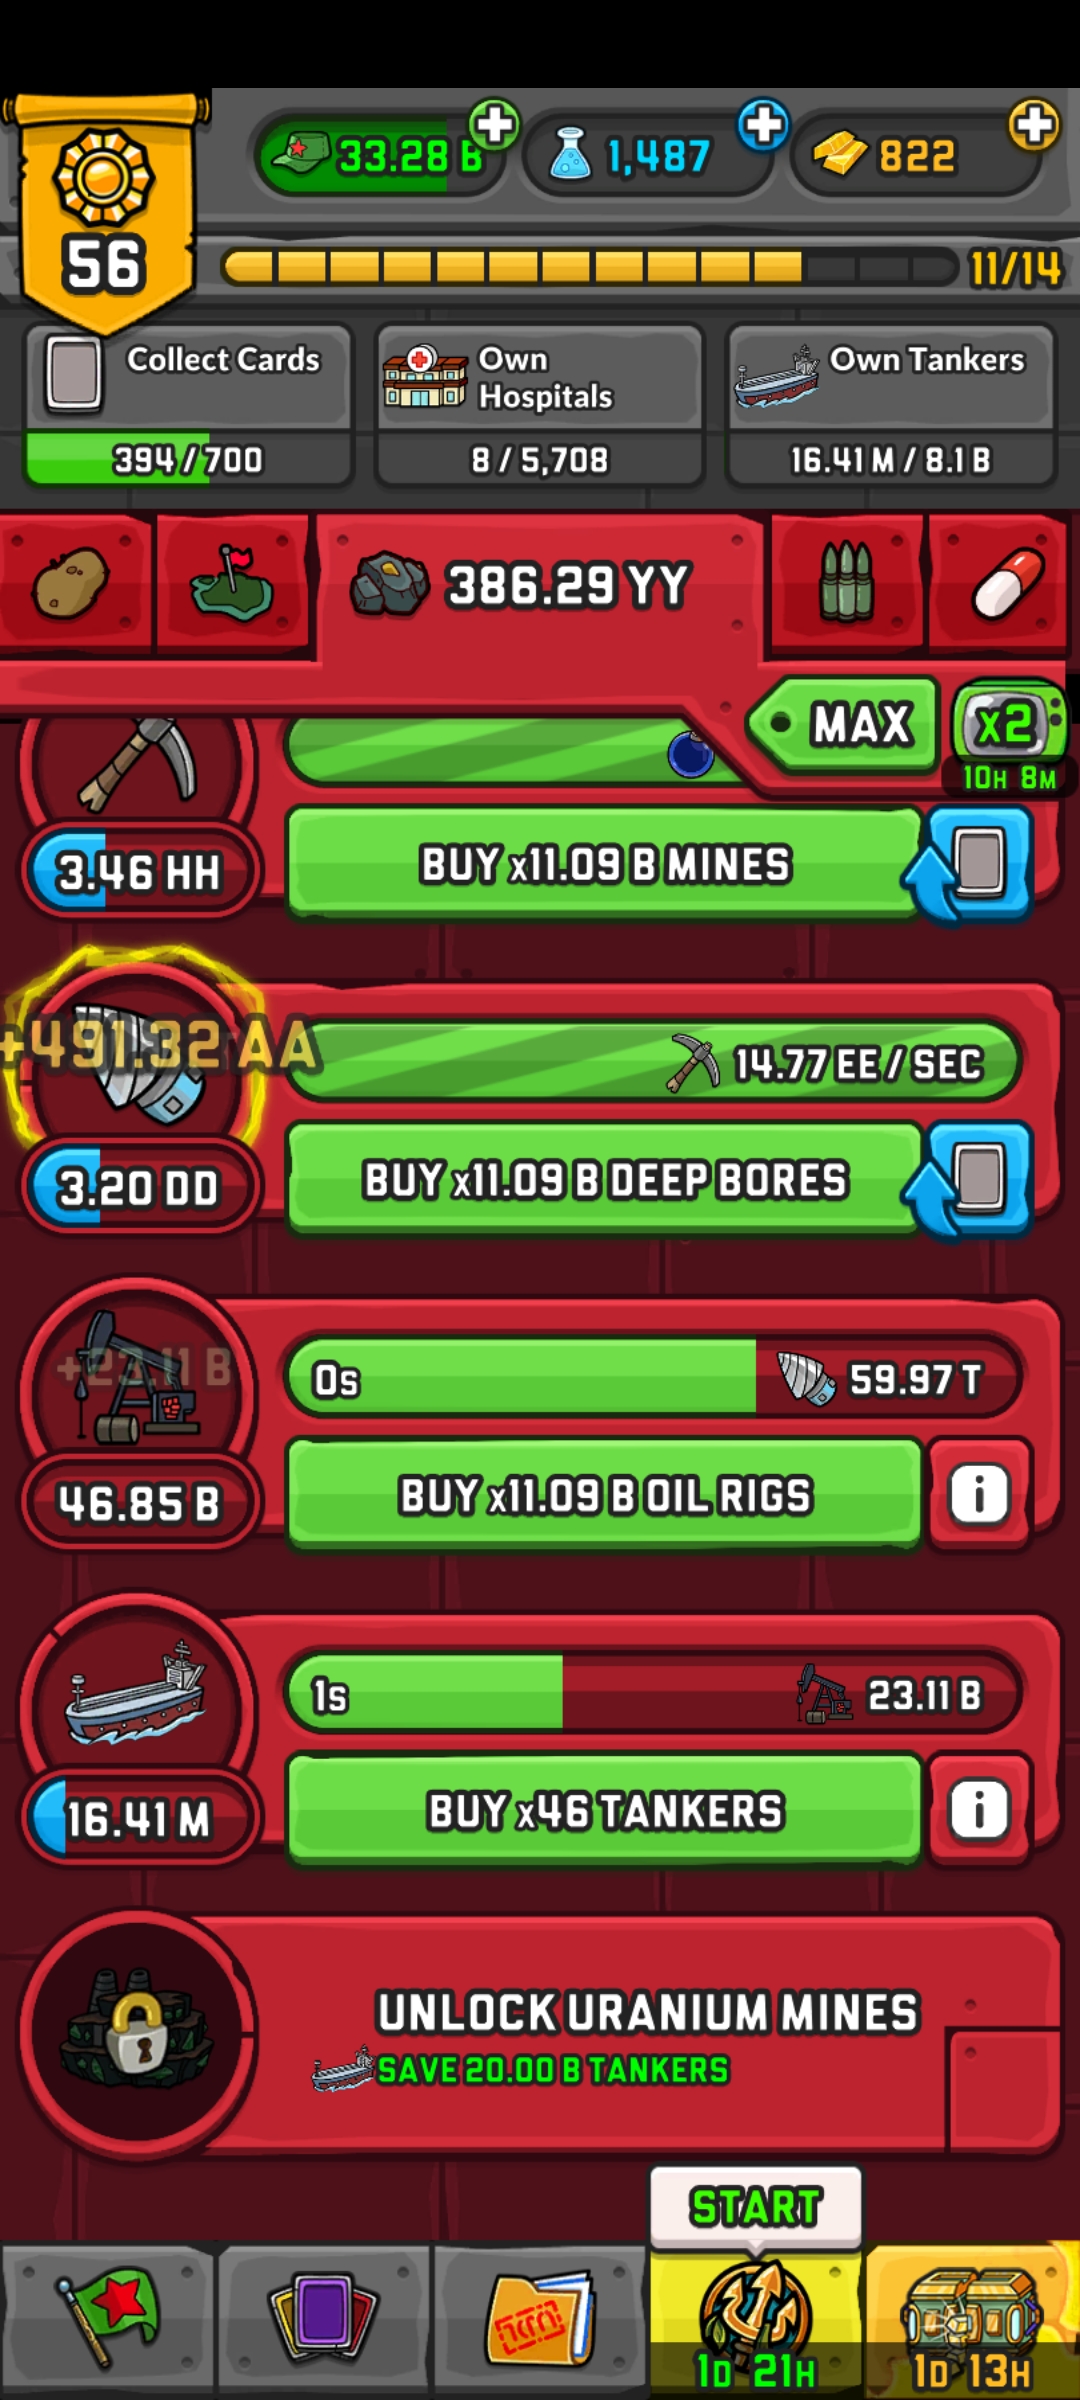 33.28 B
1,487
822
56
11/14
Collect Cards
394/700
Own
Hospitals
8/5,708
Own Tankers
16.41 M/8.1 B
386.29 YY
MAX
x2
10H 8M
3.46 HH
BUY x11.09 B MINES
+491.32 AA
14.77 EE/SEC
3.20 DD
BUY x11.09 B DEEP BORES
+23.11 B
0s
59.97 T
46.85 B
BUY x11.09 B OIL RIGS
i
1s
23.11 B
16.41 M
BUY x46 TANKERS
i
UNLOCK URANIUM MINES
SAVE 20.00 B TANKERS
START
1D 21H
1D 13H